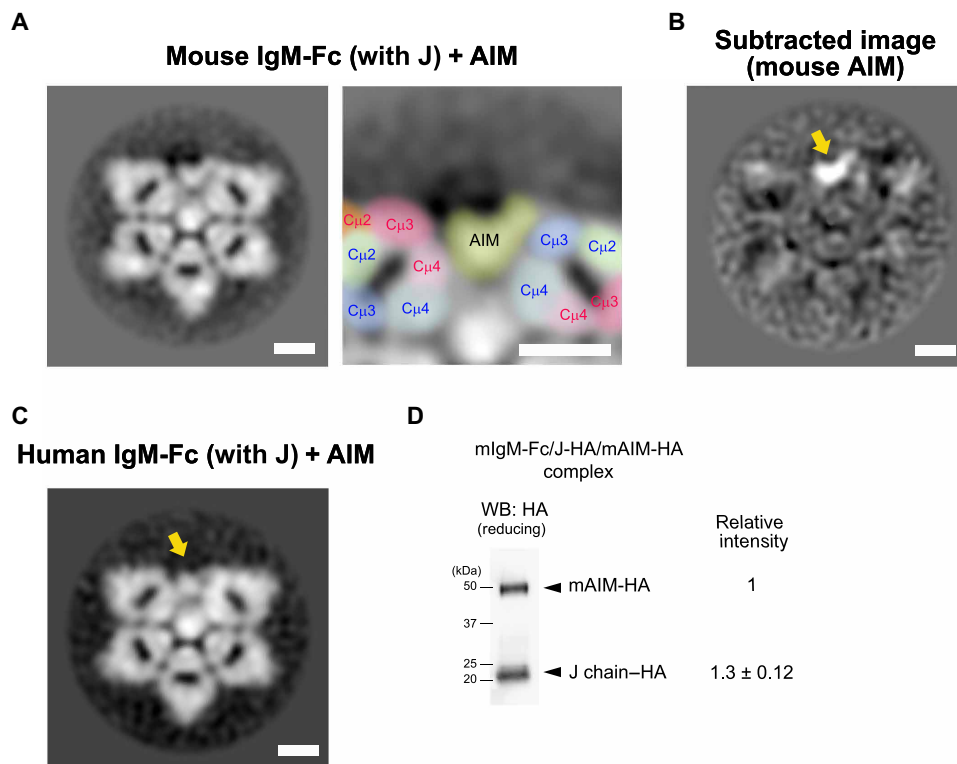 A
Mouse IgM-Fc (with J) + AIM
Cμ2
Cμ3
AIM
Cμ3
Cμ2
Cμ2
Cμ4
Cμ4
Cμ3
Cμ4
Cμ3
Cμ4
B
Subtracted image
(mouse AIM)
C
Human IgM-Fc (with J) + AIM
D
mIgM-Fc/J-HA/mAIM-HA
complex
WB: HA
(reducing)
Relative
intensity
(kDa)
50
mAIM-HA
1
37
25
20
J chain–HA
1.3 ± 0.12